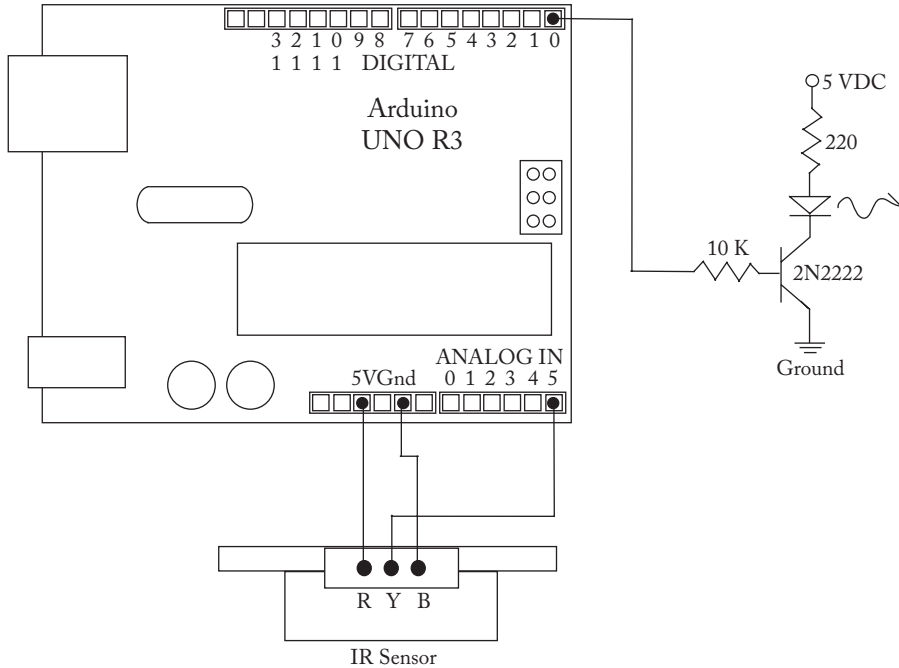 3 2 1 0 9 8 7 6 5 4 3 2 1 0
1 1 1 1 DIGITAL
Arduino
UNO R3
5 VDC
220
10 K
2N2222
Ground
ANALOG IN
5VGnd 0 1 2 3 4 5
R Y B
IR Sensor